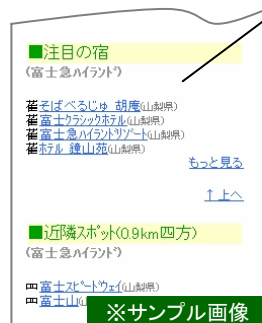 ■注目の宿
(富士急ハイランド)
そばべるじゅ 胡庵(山梨県)
富士クラシックホテル(山梨県)
富士急ハイランドリゾート(山梨県)
ホテル 鐘山苑(山梨県)
もっと見る
↑上へ
■近隣スポット(0.9km四方)
(富士急ハイランド)
富士スピードウェイ(山梨県)
富士山(山
※サンプル画像